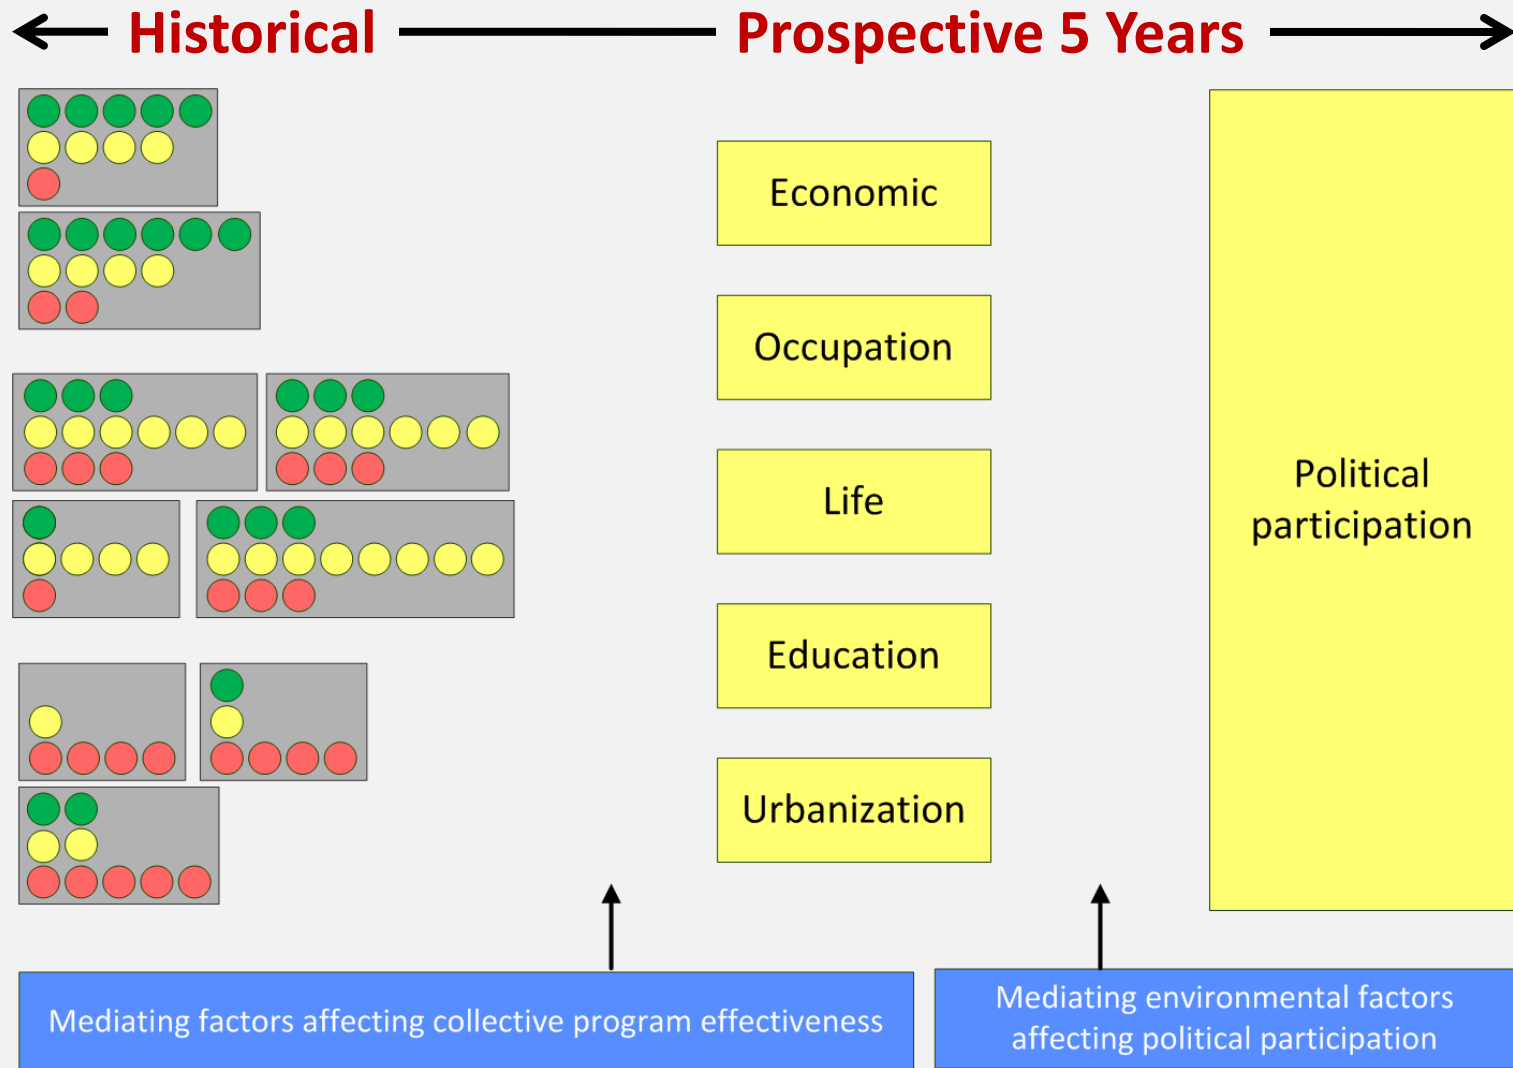 Historical
Prospective 5 Years
Economic
Occupation
Life
Education
Urbanization
Political
participation
Mediating factors affecting collective program effectiveness
Mediating environmental factors
affecting political participation